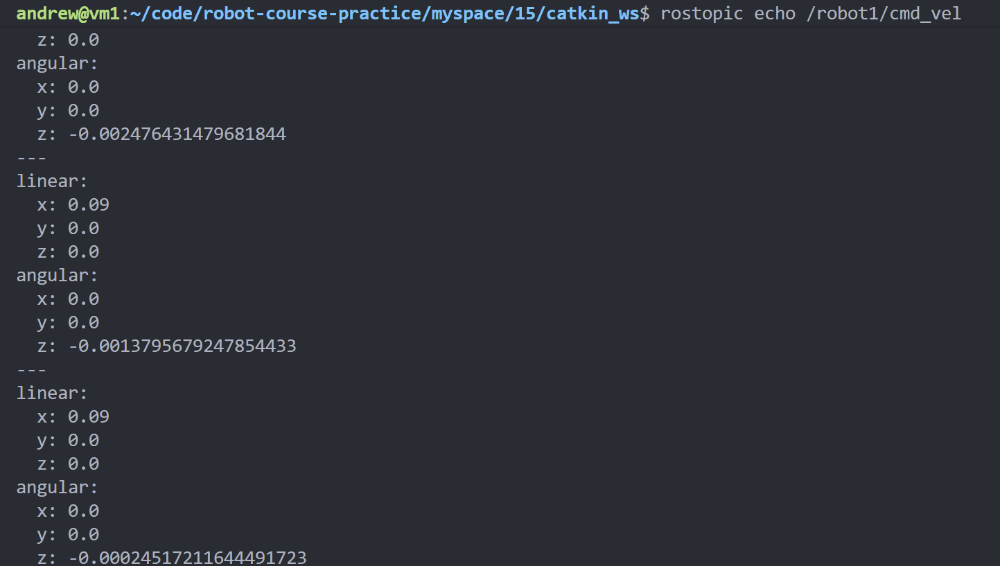 andrew@vm1:~/code/robot-course-practice/myspace/15/catkin_ws$ rostopic echo /robot1/cmd_vel
  z: 0.0
angular:
  x: 0.0
  y: 0.0
  z: -0.002476431479681844
---
linear:
  x: 0.09
  y: 0.0
  z: 0.0
angular:
  x: 0.0
  y: 0.0
  z: -0.0013795679247854433
---
linear:
  x: 0.09
  y: 0.0
  z: 0.0
angular:
  x: 0.0
  y: 0.0
  z: -0.00024517211644491723